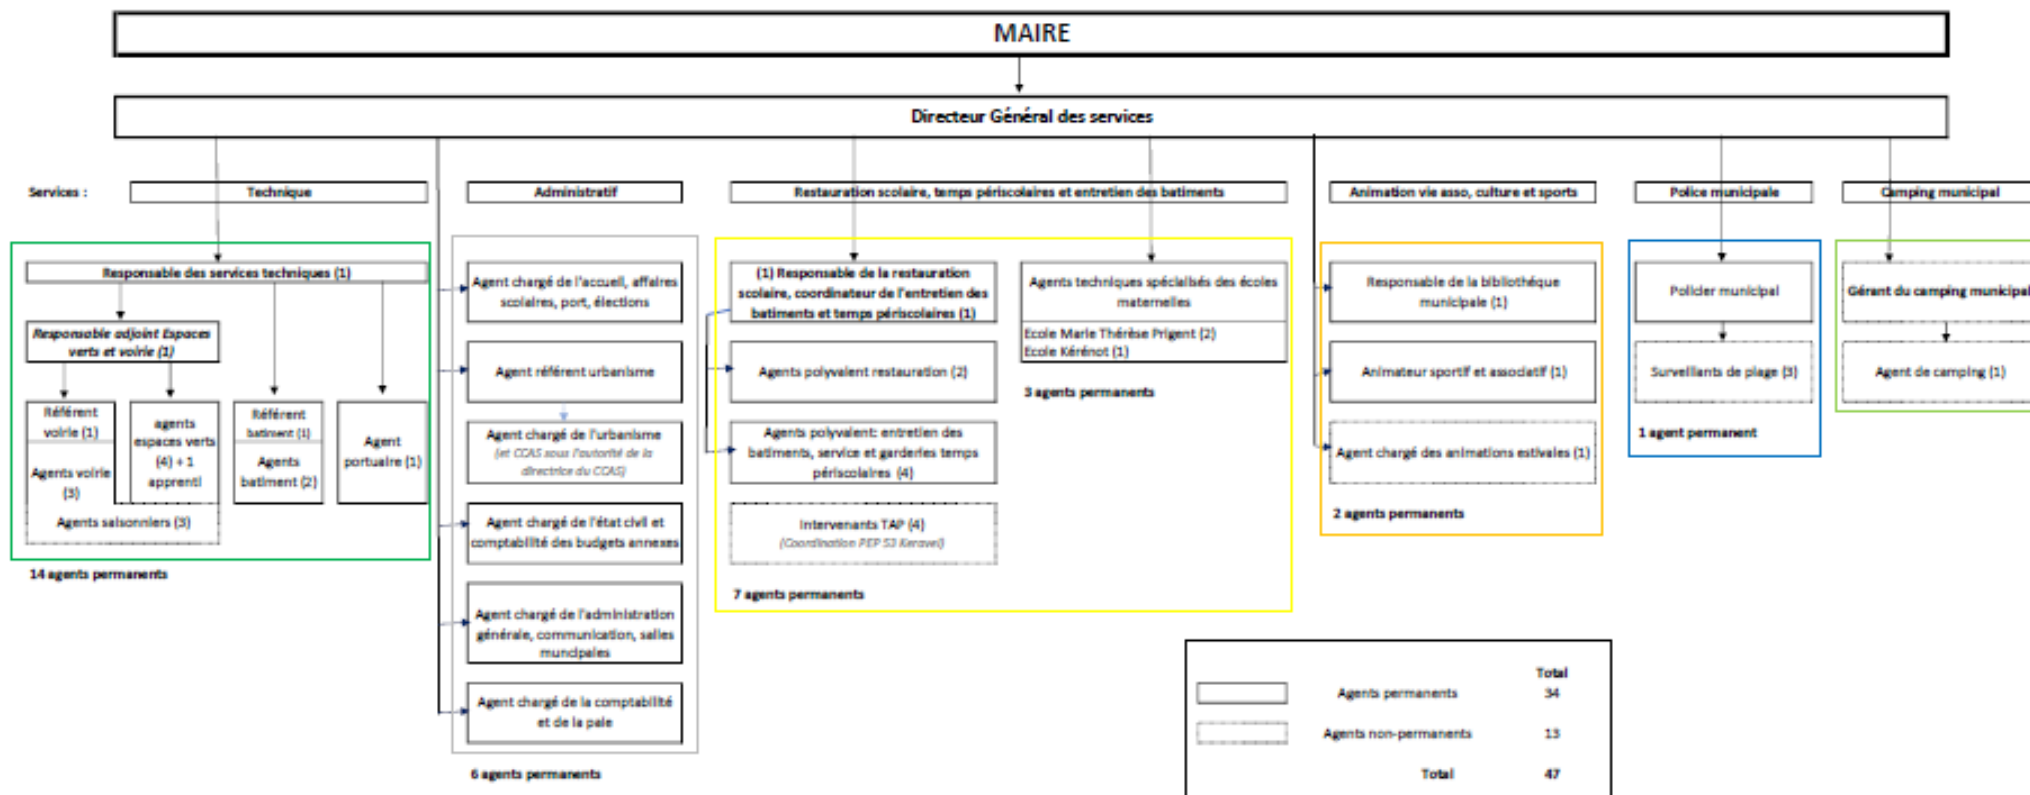 MAIRE
Directeur Général des services
Services :
Technique
Administratif
Restauration scolaire, temps périscolaires et entretien des batiments
Animation vie asso, culture et sports
Police municipale
Camping municipal
Responsable des services techniques (1)
Responsable adjoint Espaces
verts et voirie (1)
Référent
voirie (1)
Agents voirie
(3)
agents
espaces verts
(4) + 1
apprenti
Référent
batiment (1)
Agents
batiment (2)
Agent
portuaire (1)
Agents saisonniers (3)
14 agents permanents
Agent chargé de l'accueil, affaires
scolaires, port, élections
Agent référent urbanisme
Agent chargé de l'urbanisme
(et CCAS sous l'autorité de la
directrice du CCAS)
Agent chargé de l'état civil et
comptabilité des budgets annexes
Agent chargé de l'administration
générale, communication, salles
muncipales
Agent chargé de la comptabilité
et de la paie
6 agents permanents
(1) Responsable de la restauration
scolaire, coordinateur de l'entretien des
batiments et temps périscolaires (1)
Agents polyvalent restauration (2)
Agents polyvalent: entretien des
batiments, service et garderies temps
périscolaires (4)
Intervenants TAP (4)
(Coordination PEP 53 Keravel)
7 agents permanents
Agents techniques spécialisés des écoles
maternelles
Ecole Marie Thérèse Prigent (2)
Ecole Kérénot (1)
3 agents permanents
Responsable de la bibliothéque
municipale (1)
Animateur sportif et associatif (1)
Agent chargé des animations estivales (1)
2 agents permanents
Policier municipal
Surveillants de plage (3)
1 agent permanent
Gérant du camping municipal
Agent de camping (1)
Total
Agents permanents 34
Agents non-permanents 13
Total 47